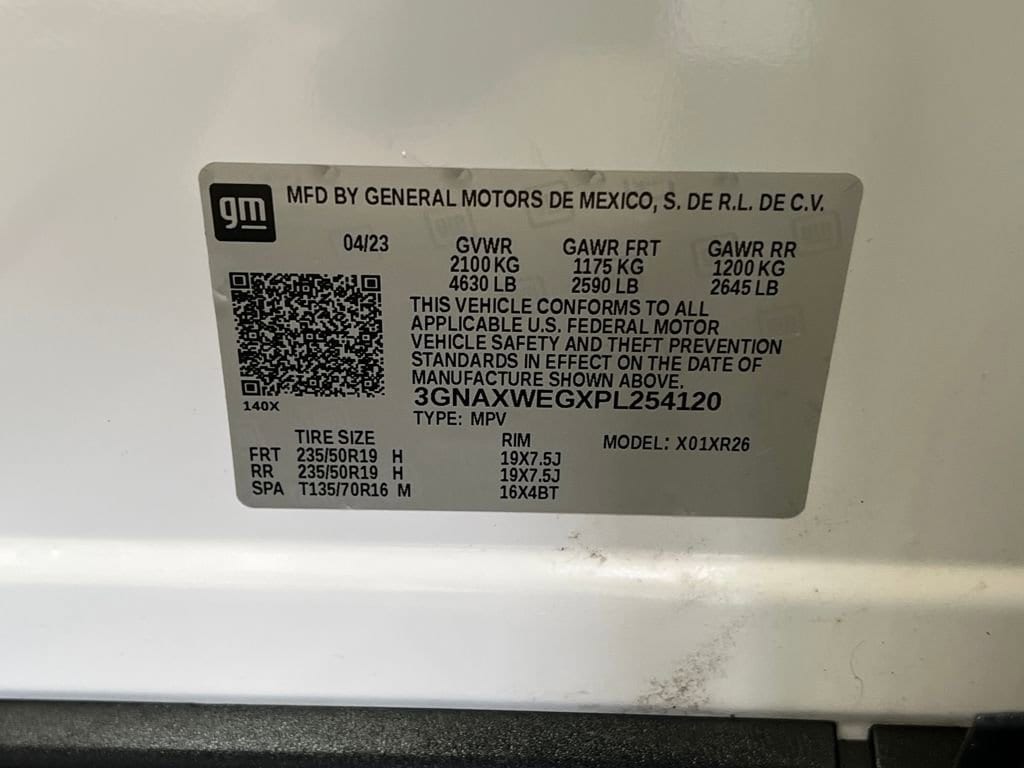 gm MFD BY GENERAL MOTORS DE MEXICO, S. DE R.L. DE C.V.
04/23 GVWR GAWR FRT GAWR RR
2100 KG 1175 KG 1200 KG
4630 LB 2590 LB 2645 LB
THIS VEHICLE CONFORMS TO ALL
APPLICABLE U.S. FEDERAL MOTOR
VEHICLE SAFETY AND THEFT PREVENTION
STANDARDS IN EFFECT ON THE DATE OF
MANUFACTURE SHOWN ABOVE.
3GNAXWEGXPL254120
140X
TYPE: MPV
TIRE SIZE RIM MODEL: X01XR26
FRT 235/50R19 H 19X7.5J
RR 235/50R19 H 19X7.5J
SPA T135/70R16 M 16X4BT